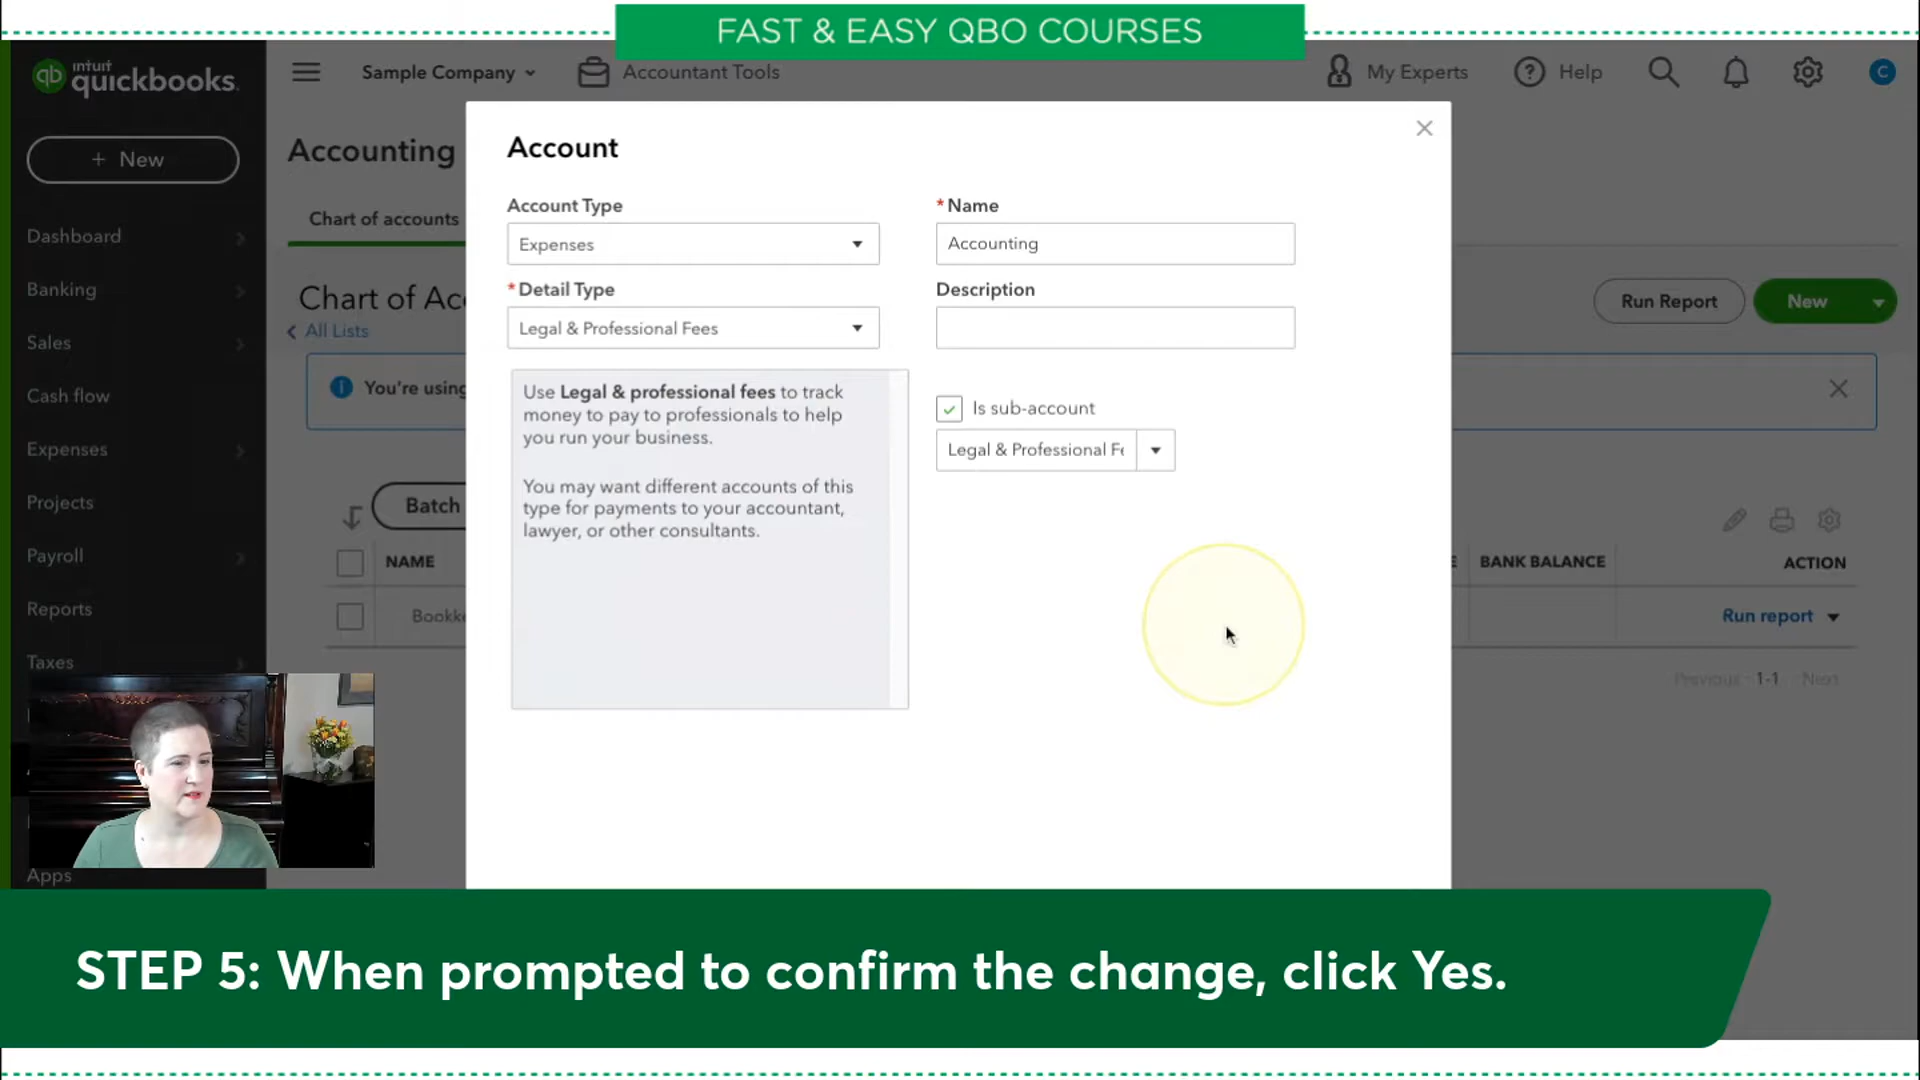 FAST & EASY QBO COURSES
intuit
quickbooks.
Sample Company
Accountant Tools
My Experts
Help
C
+ New
Accounting
Chart of accounts
Dashboard
Banking
Sales
Cash flow
Expenses
Projects
Payroll
Reports
Taxes
Apps
Chart of Acc
All Lists
Run Report
New
You're using
Batch
NAME
BANK BALANCE
ACTION
Bookke
Run report
Previous 1-1 Next
Account
Account Type
Expenses
* Name
Accounting
* Detail Type
Legal & Professional Fees
Description
Use Legal & professional fees to track
money to pay to professionals to help
you run your business.
You may want different accounts of this
type for payments to your accountant,
lawyer, or other consultants.
Is sub-account
Legal & Professional Fe
STEP 5: When prompted to confirm the change, click Yes.